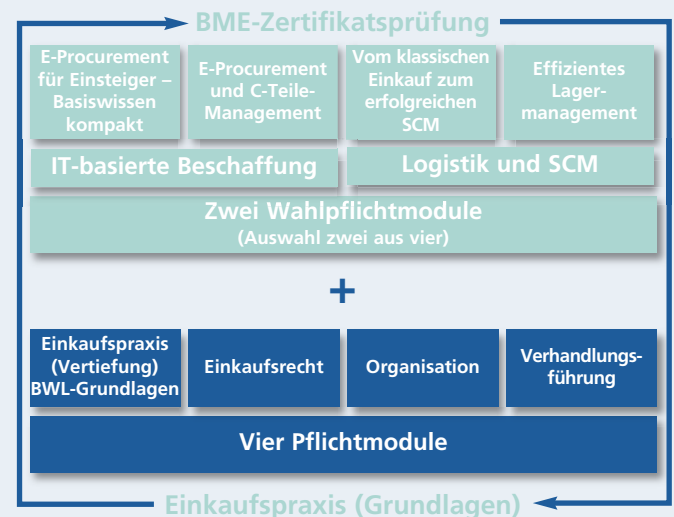 BME-Zertifikatsprüfung
E-Procurement
für Einsteiger –
Basiswissen
kompakt
E-Procurement
und C-Teile-
Management
Vom klassischen
Einkauf zum
erfolgreichen
SCM
Effizientes
Lager-
management
IT-basierte Beschaffung
Logistik und SCM
Zwei Wahlpflichtmodule
(Auswahl zwei aus vier)
+
Einkaufspraxis
(Vertiefung)
BWL-Grundlagen
Einkaufsrecht
Organisation
Verhandlungs-
führung
Vier Pflichtmodule
Einkaufspraxis (Grundlagen)